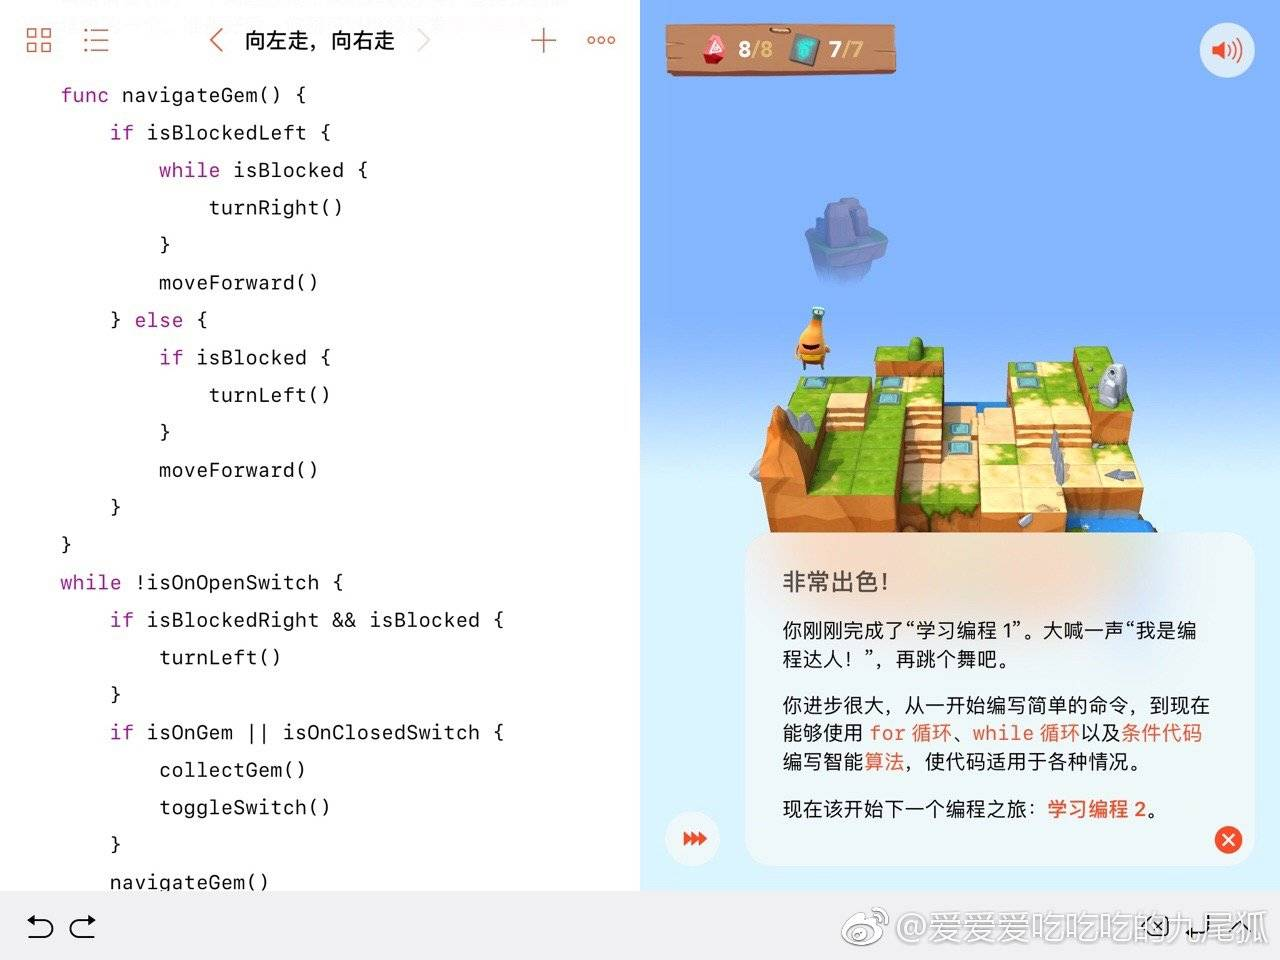 向左走，向右走
func navigateGem() {
if isBlockedLeft {
while isBlocked {
turnRight()
}
moveForward()
} else {
if isBlocked {
turnLeft()
}
moveForward()
}
}
while !isOnOpenSwitch {
if isBlockedRight && isBlocked {
turnLeft()
}
if isOnGem || isOnClosedSwitch {
collectGem()
toggleSwitch()
}
navigateGem()
8/8
7/7
非常出色！
你刚刚完成了“学习编程 1”。大喊一声“我是编
程达人！”，再跳个舞吧。
你进步很大，从一开始编写简单的命令，到现在
能够使用 for 循环、while 循环以及条件代码
编写智能算法，使代码适用于各种情况。
现在该开始下一个编程之旅：学习编程 2。
@爱爱爱吃吃吃的九尾狐